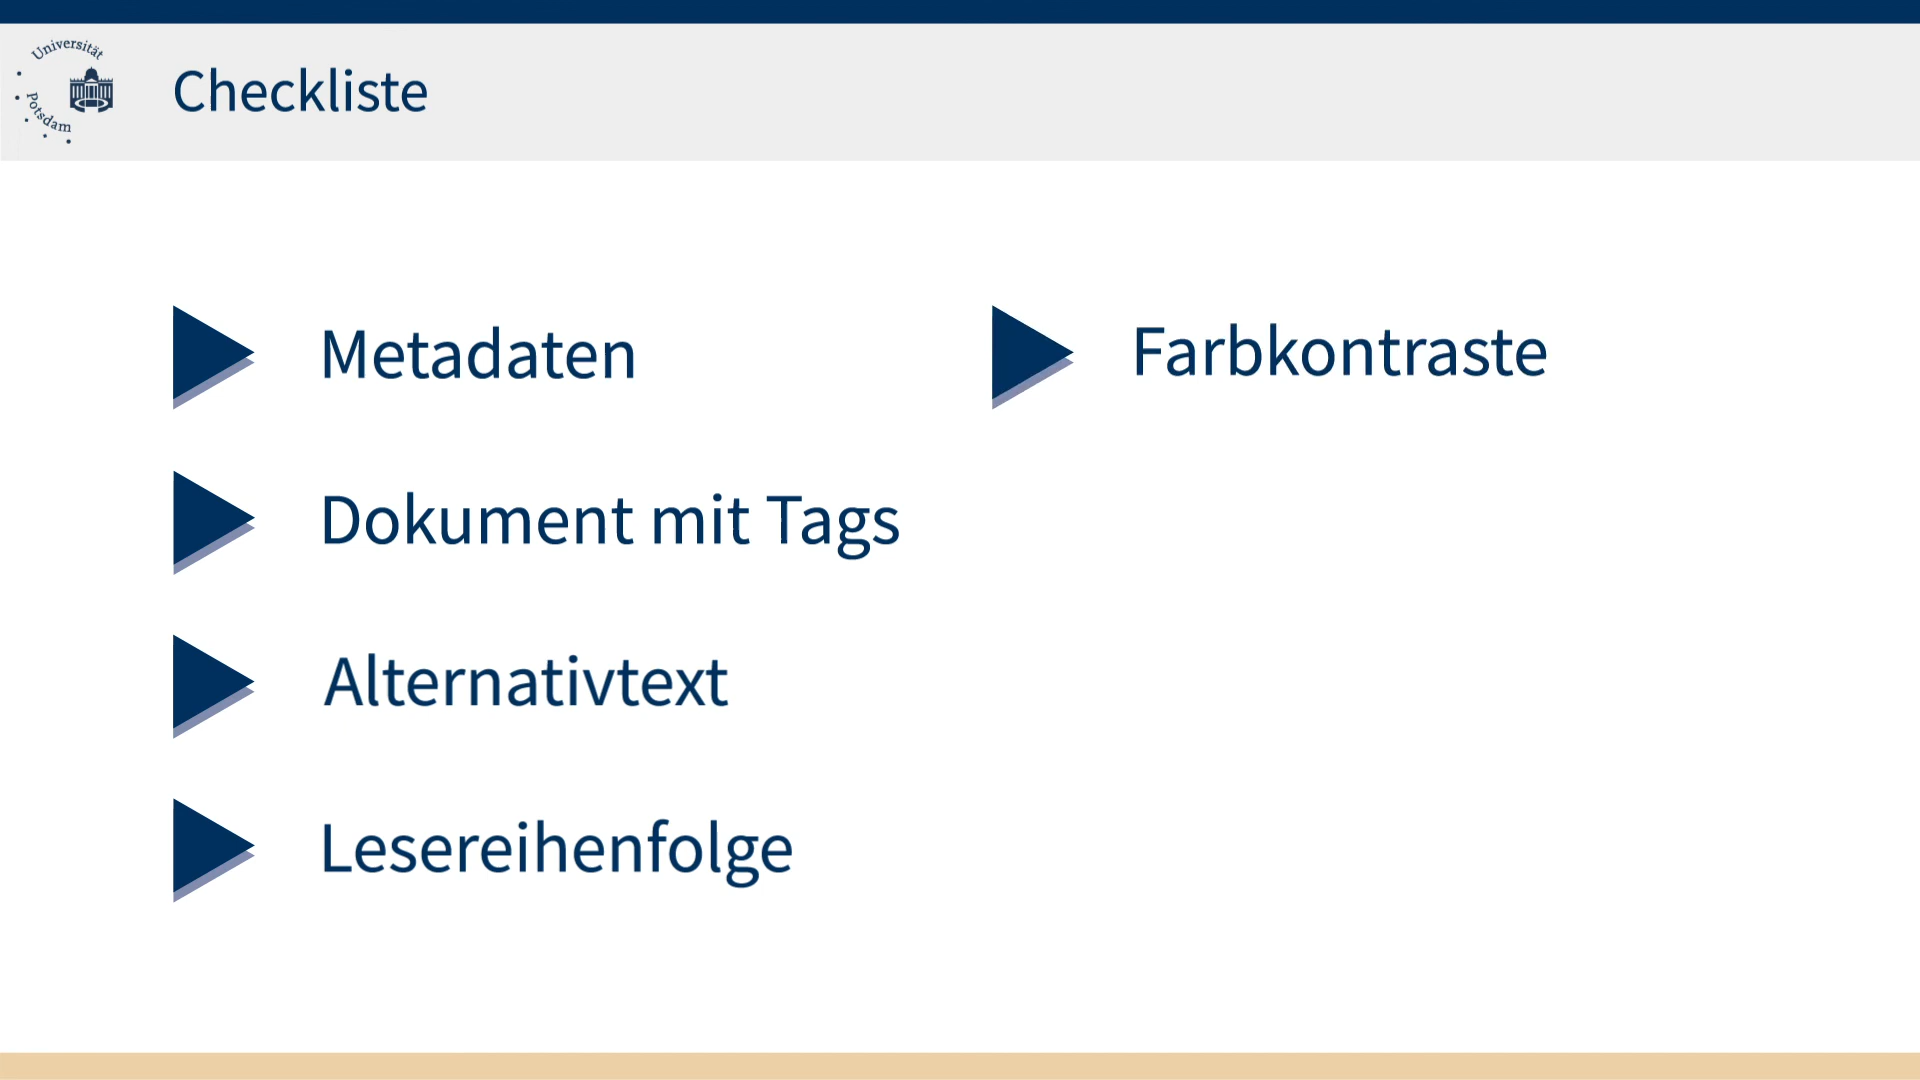 Universität
Potsdam
Checkliste
Metadaten
Dokument mit Tags
Alternativtext
Lesereihenfolge
Farbkontraste